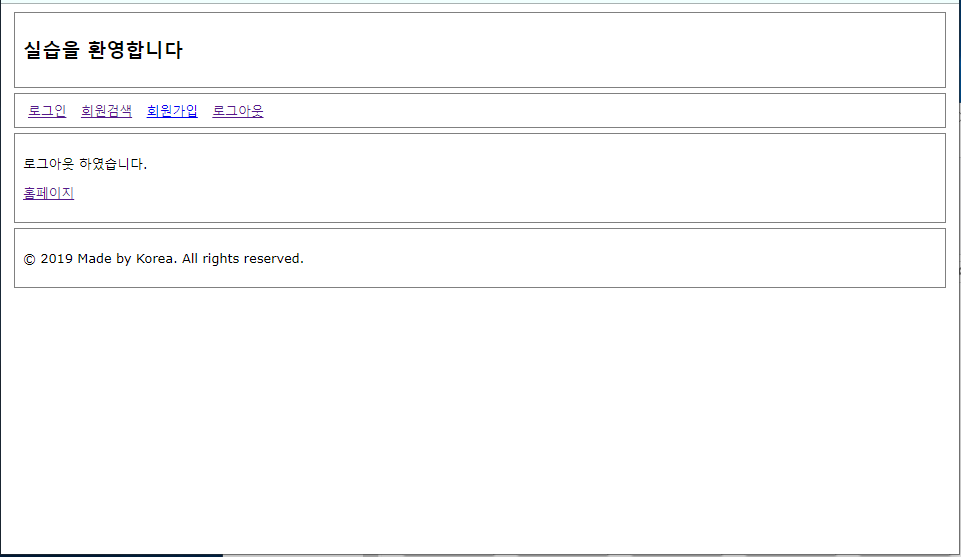 실습을 환영합니다
로그인 회원검색 회원가입 로그아웃
로그아웃 하였습니다.
홈페이지
© 2019 Made by Korea. All rights reserved.